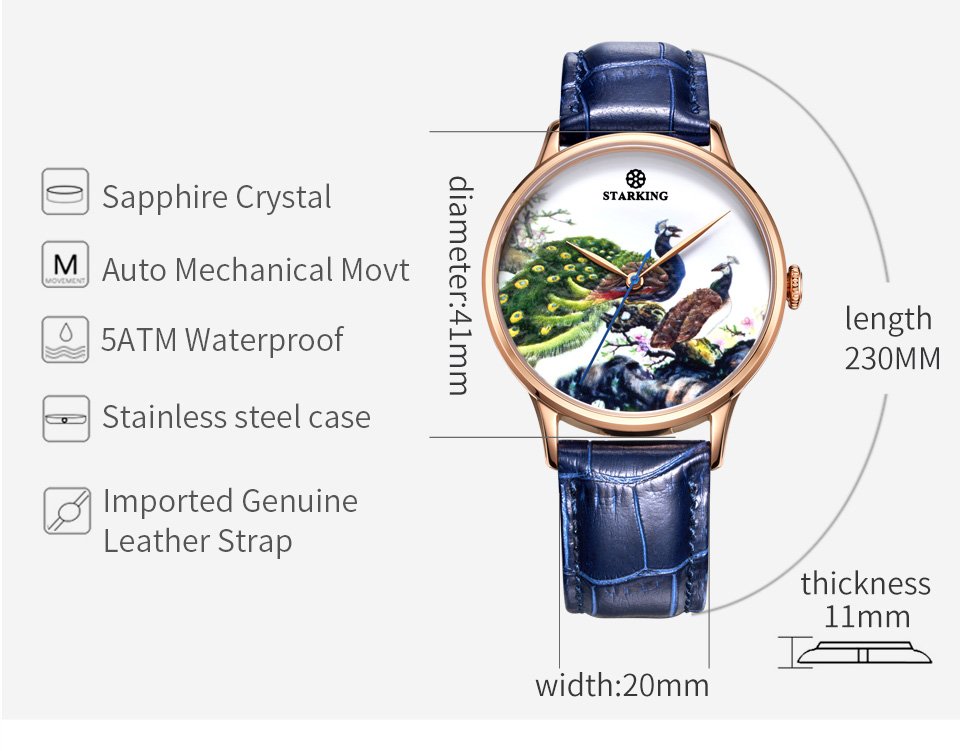 STARKING
Sapphire Crystal
M
MOVEMENT
Auto Mechanical Movt
5ATM Waterproof
Stainless steel case
Imported Genuine
Leather Strap
diameter:41mm
length
230MM
thickness
11mm
width:20mm